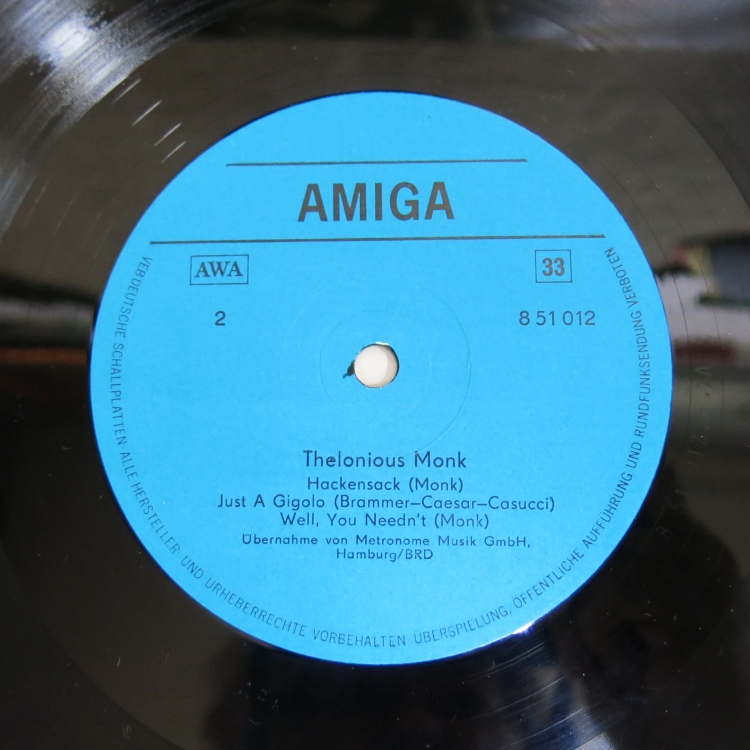 AMIGA
AWA
33
2
8 51 012
Thelonious Monk
Hackensack (Monk)
Just A Gigolo (Brammer–Caesar–Casucci)
Well, You Needn't (Monk)
Übernahme von Metronome Musik GmbH,
Hamburg/BRD
VEB DEUTSCHE SCHALLPLATTEN · ALLE HERSTELLER- UND URHEBERRECHTE VORBEHALTEN · ÜBERSPIELUNG, ÖFFENTLICHE AUFFÜHRUNG UND RUNDFUNKSENDUNG VERBOTEN